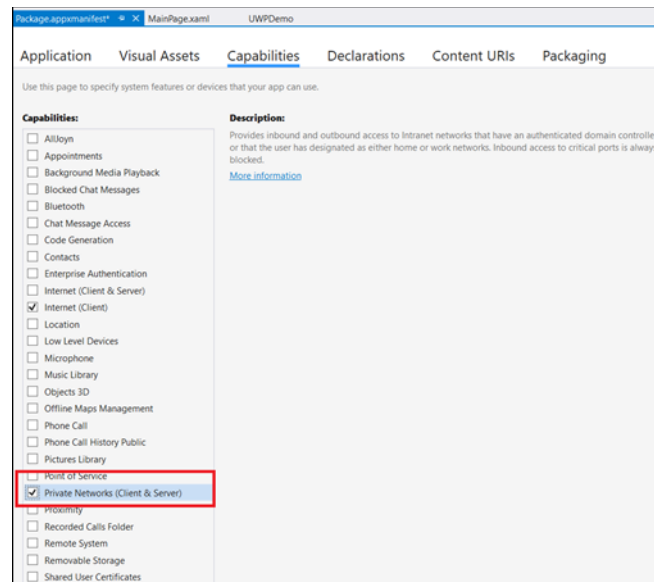 Package.appxmanifest* MainPage.xaml UWPDemo
Application Visual Assets Capabilities Declarations Content URIs Packaging
Use this page to specify system features or devices that your app can use.
Capabilities:
AllJoyn
Appointments
Background Media Playback
Blocked Chat Messages
Bluetooth
Chat Message Access
Code Generation
Contacts
Enterprise Authentication
Internet (Client & Server)
Internet (Client)
Location
Low Level Devices
Microphone
Music Library
Objects 3D
Offline Maps Management
Phone Call
Phone Call History Public
Pictures Library
Point of Service
Private Networks (Client & Server)
Proximity
Recorded Calls Folder
Remote System
Removable Storage
Shared User Certificates
Description:
Provides inbound and outbound access to Intranet networks that have an authenticated domain controlle
or that the user has designated as either home or work networks. Inbound access to critical ports is alway
blocked.
More information